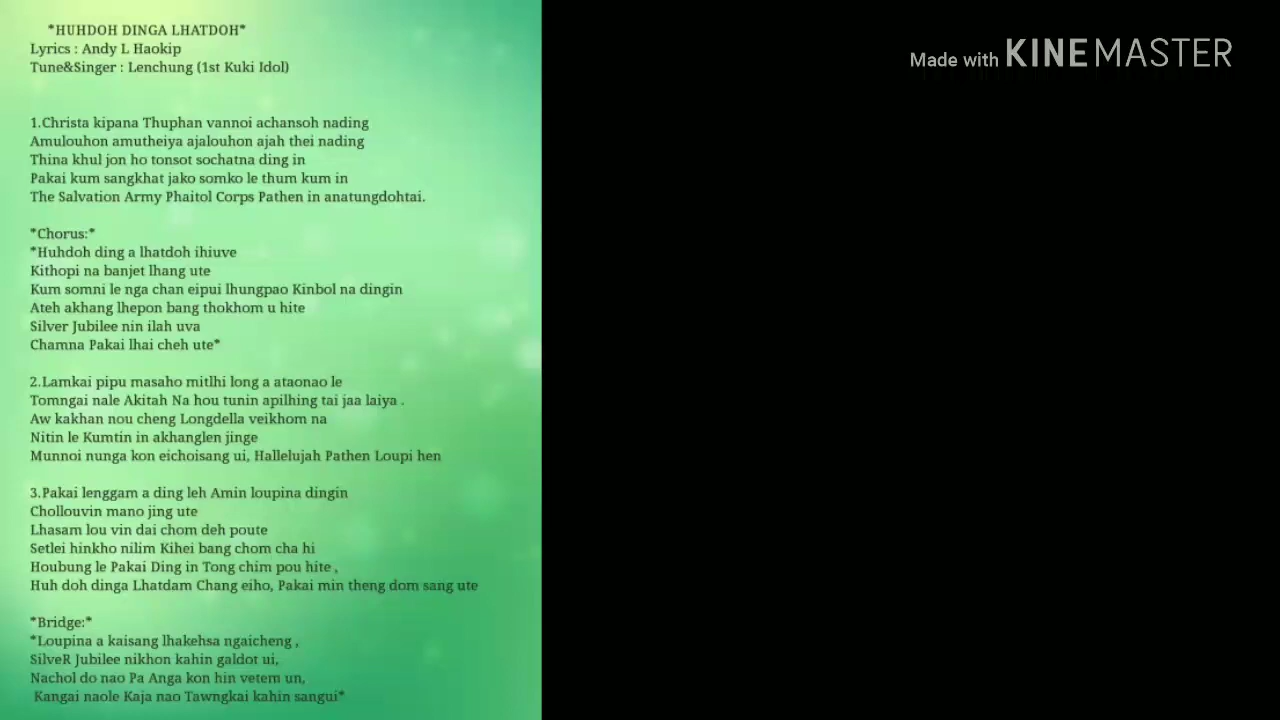 *HUHDOH DINGA LHATDOH*
Lyrics : Andy L Haokip
Tune&Singer : Lenchung (1st Kuki Idol)
Made with KINEMASTER
1.Christa kipana Thuphan vannoi achansoh nading
Amulouhon amutheiya ajalouhon ajah thei nading
Thina khul jon ho tonsot sochatna ding in
Pakai kum sangkhat jako somko le thum kum in
The Salvation Army Phaitol Corps Pathen in anatungdohtai.
*Chorus:*
*Huhdoh ding a lhatdoh ihiuve
Kithopi na banjet lhang ute
Kum somni le nga chan eipui lhungpao Kinbol na dingin
Ateh akhang lhepon bang thokhom u hite
Silver Jubilee nin ilah uva
Chamna Pakai lhai cheh ute*
2.Lamkai pipu masaho mitlhi long a ataonao le
Tomngai nale Akitah Na hou tunin apilhing tai jaa laiya .
Aw kakhan nou cheng Longdella veikhom na
Nitin le Kumtin in akhanglen jinge
Munnoi nunga kon eichoisang ui, Hallelujah Pathen Loupi hen
3.Pakai lenggam a ding leh Amin loupina dingin
Chollouvin mano jing ute
Lhasam lou vin dai chom deh poute
Setlei hinkho nilim Kihei bang chom cha hi
Houbung le Pakai Ding in Tong chim pou hite ,
Huh doh dinga Lhatdam Chang eiho, Pakai min theng dom sang ute
*Bridge:*
*Loupina a kaisang lhakehsa ngaicheng ,
SilveR Jubilee nikhon kahin galdot ui,
Nachol do nao Pa Anga kon hin vetem un,
Kangai naole Kaja nao Tawngkai kahin sangui*